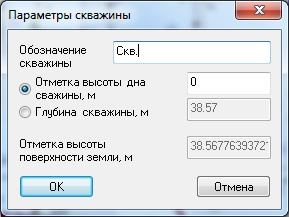 Параметры скважины
Обозначение
скважины
Скв.
Отметка высоты дна
сважины, м
0
Глубина скважины, м
38.57
Отметка высоты
поверхности земли, м
38.5677639372
OK
Отмена